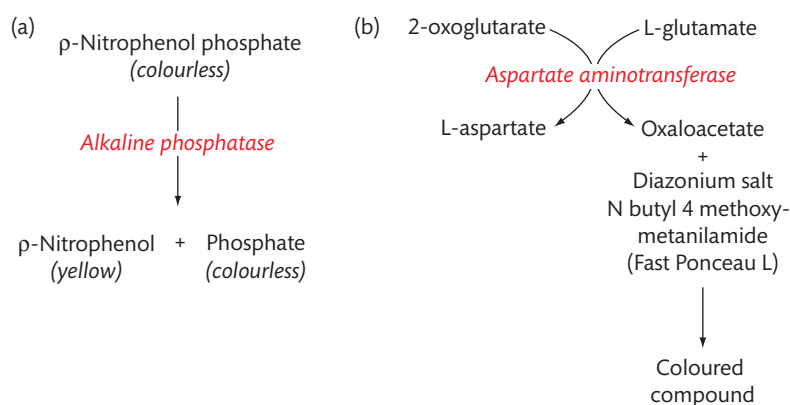 (a)
ρ-Nitrophenol phosphate
(colourless)
Alkaline phosphatase
ρ-Nitrophenol + Phosphate
(yellow) (colourless)
(b)
2-oxoglutarate L-glutamate
Aspartate aminotransferase
L-aspartate Oxaloacetate
+
Diazonium salt
N butyl 4 methoxy-
metanilamide
(Fast Ponceau L)
Coloured
compound